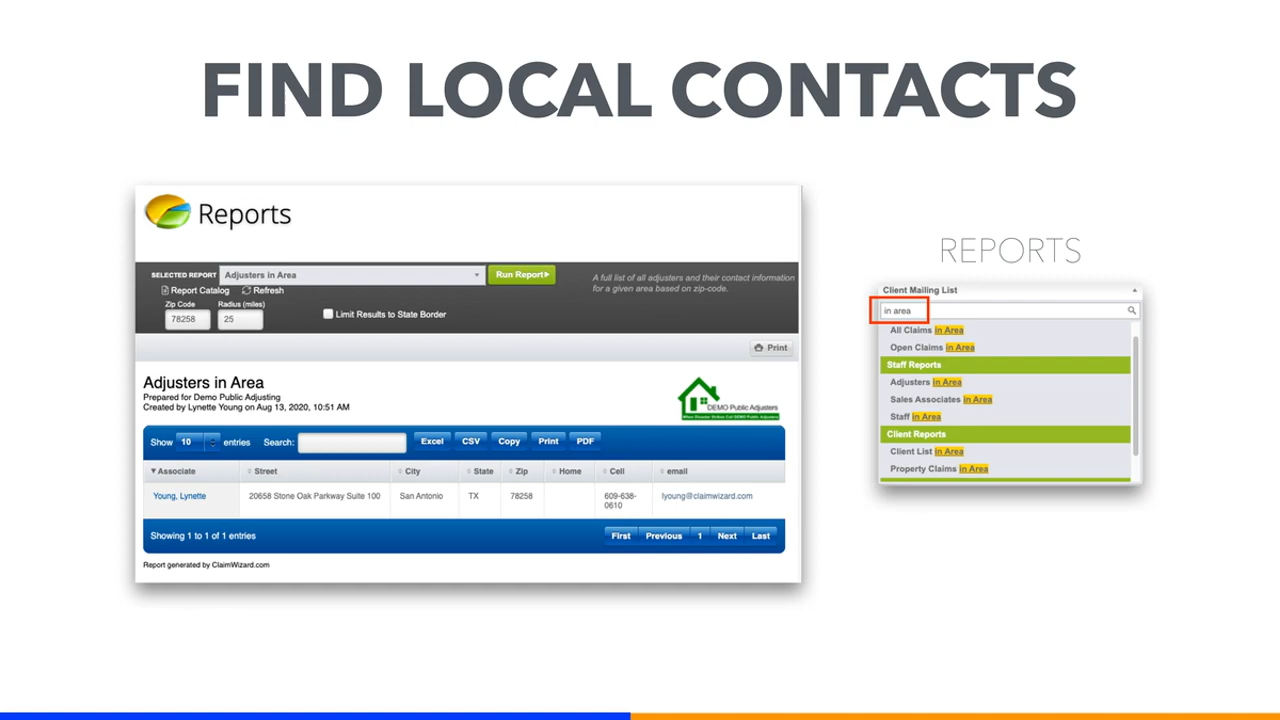 FIND LOCAL CONTACTS
Reports
SELECTED REPORT Adjusters in Area Run Report
Report Catalog Refresh
A full list of all adjusters and their contact information
for a given area based on zip-code.
Zip Code Radius (miles)
78258 25 Limit Results to State Border
Print
Adjusters in Area
Prepared for Demo Public Adjusting
Created by Lynette Young on Aug 13, 2020, 10:51 AM
DEMO Public Adjusters
When Disaster Strikes Call DEMO Public Adjusters
Show 10 entries Search: Excel CSV Copy Print PDF
Associate Street City State Zip Home Cell email
Young, Lynette 20658 Stone Oak Parkway Suite 100 San Antonio TX 78258 609-638- lyoung@claimwizard.com
0610
Showing 1 to 1 of 1 entries First Previous 1 Next Last
Report generated by ClaimWizard.com
REPORTS
Client Mailing List
in area
All Claims in Area
Open Claims in Area
Staff Reports
Adjusters in Area
Sales Associates in Area
Staff in Area
Client Reports
Client List in Area
Property Claims in Area